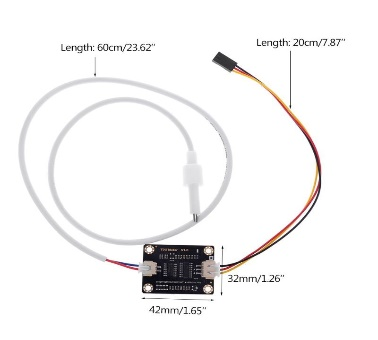 Length: 60cm/23.62"
Length: 20cm/7.87"
32mm/1.26"
42mm/1.65"